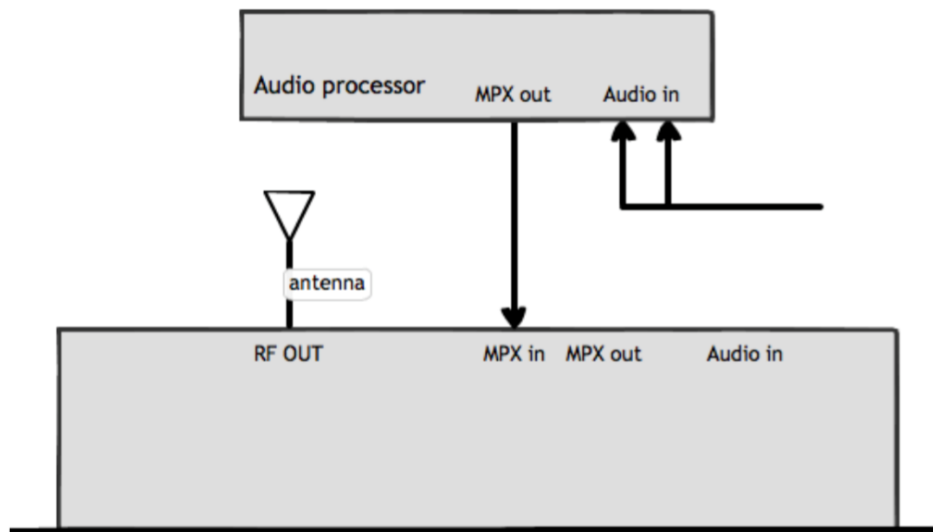 Audio processor
MPX out
Audio in
antenna
RF OUT
MPX in
MPX out
Audio in